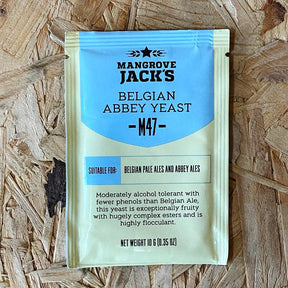 MANGROVE
JACK'S
BELGIAN
ABBEY YEAST
-M47-
SUITABLE FOR: BELGIAN PALE ALES AND ABBEY ALES
Moderately alcohol tolerant with
fewer phenols than Belgian Ale,
this yeast is exceptionally fruity
with hugely complex esters and is
highly flocculant.
NET WEIGHT 10 G (0.35 OZ)